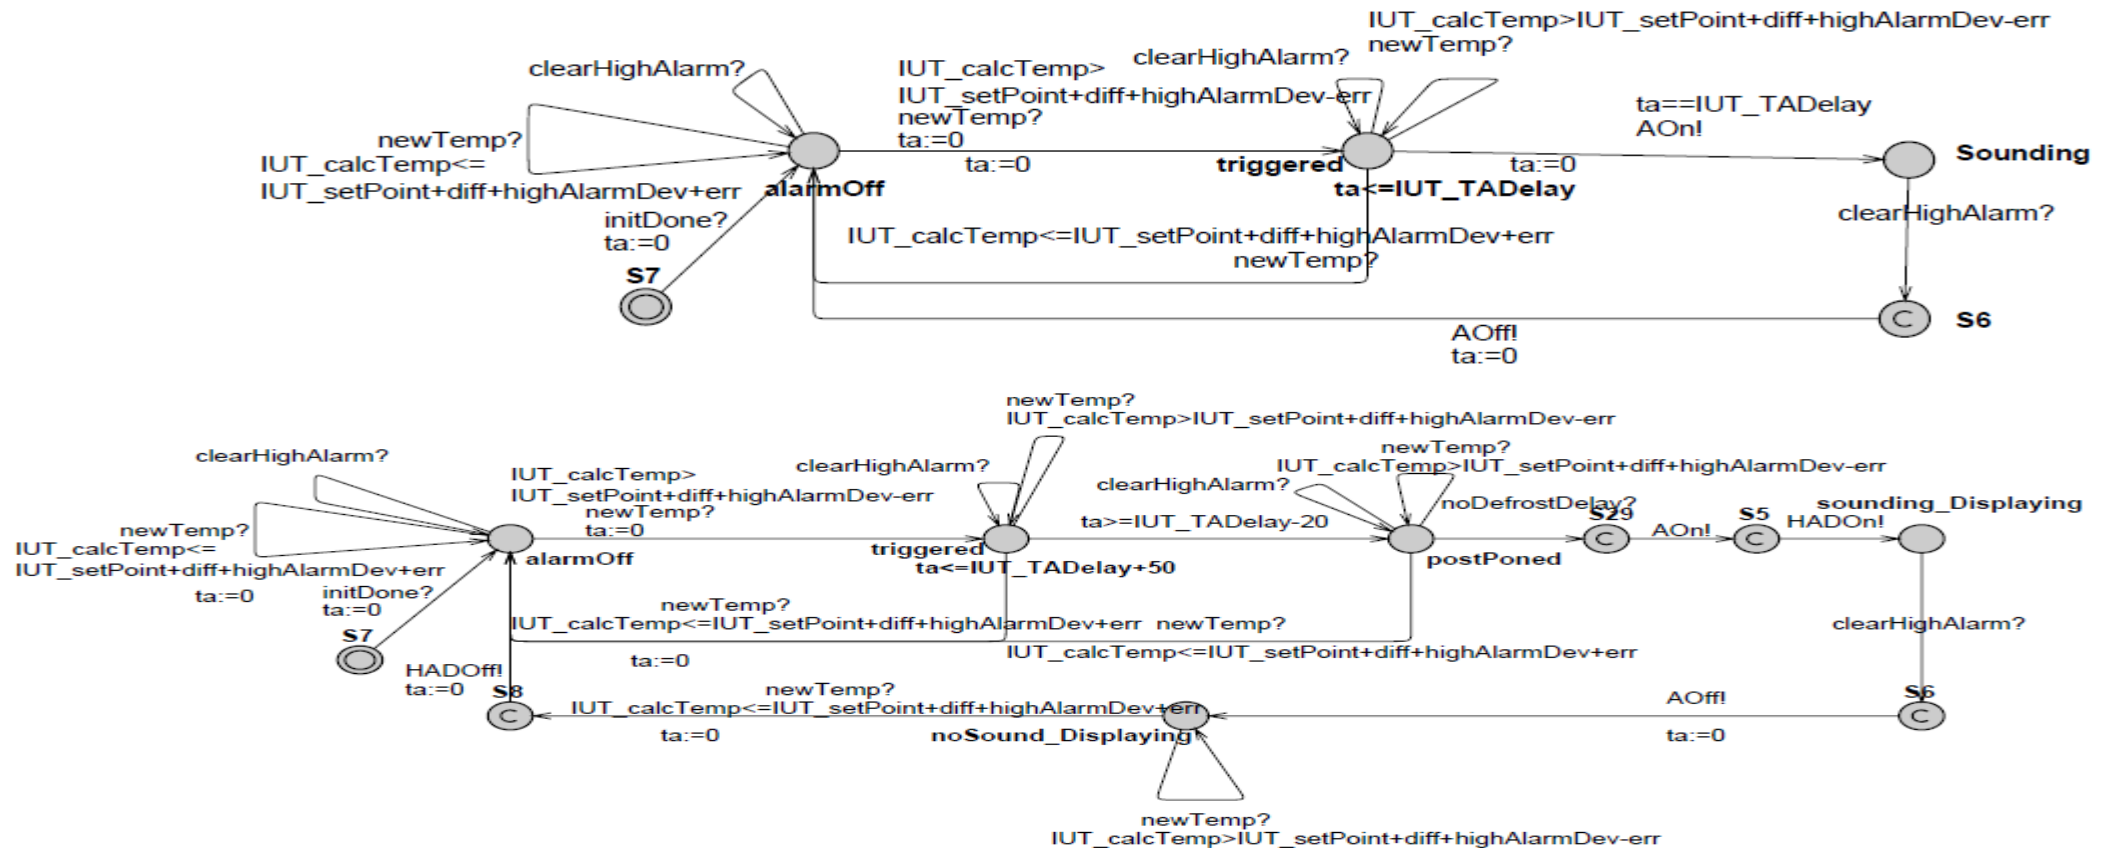 IUT_calcTemp>IUT_setPoint+diff+highAlarmDev-err
newTemp?
clearHighAlarm?
clearHighAlarm?
IUT_calcTemp>
IUT_setPoint+diff+highAlarmDev-err
newTemp?
ta:=0
ta:=0
ta==IUT_TADelay
AOn!
ta:=0
newTemp?
IUT_calcTemp<=
IUT_setPoint+diff+highAlarmDev+err
alarmOff
triggered
ta<=IUT_TADelay
Sounding
initDone?
ta:=0
S7
clearHighAlarm?
IUT_calcTemp<=IUT_setPoint+diff+highAlarmDev+err
newTemp?
C
S6
AOff!
ta:=0
newTemp?
IUT_calcTemp>IUT_setPoint+diff+highAlarmDev-err
clearHighAlarm?
IUT_calcTemp>
IUT_setPoint+diff+highAlarmDev-err
newTemp?
ta:=0
clearHighAlarm?
newTemp?
IUT_calcTemp>IUT_setPoint+diff+highAlarmDev-err
clearHighAlarm?
ta>=IUT_TADelay-20
noDefrostDelay?
S29
C
AOn!
S5
C
HADOn!
sounding_Displaying
newTemp?
IUT_calcTemp<=
IUT_setPoint+diff+highAlarmDev+err
ta:=0
alarmOff
triggered
ta<=IUT_TADelay+50
postPoned
initDone?
ta:=0
S7
newTemp?
IUT_calcTemp<=IUT_setPoint+diff+highAlarmDev+err
ta:=0
newTemp?
IUT_calcTemp<=IUT_setPoint+diff+highAlarmDev+err
clearHighAlarm?
HADOff!
ta:=0
S8
C
newTemp?
IUT_calcTemp<=IUT_setPoint+diff+highAlarmDev+err
ta:=0
noSound_Displaying
AOff!
ta:=0
S6
C
newTemp?
IUT_calcTemp>IUT_setPoint+diff+highAlarmDev-err